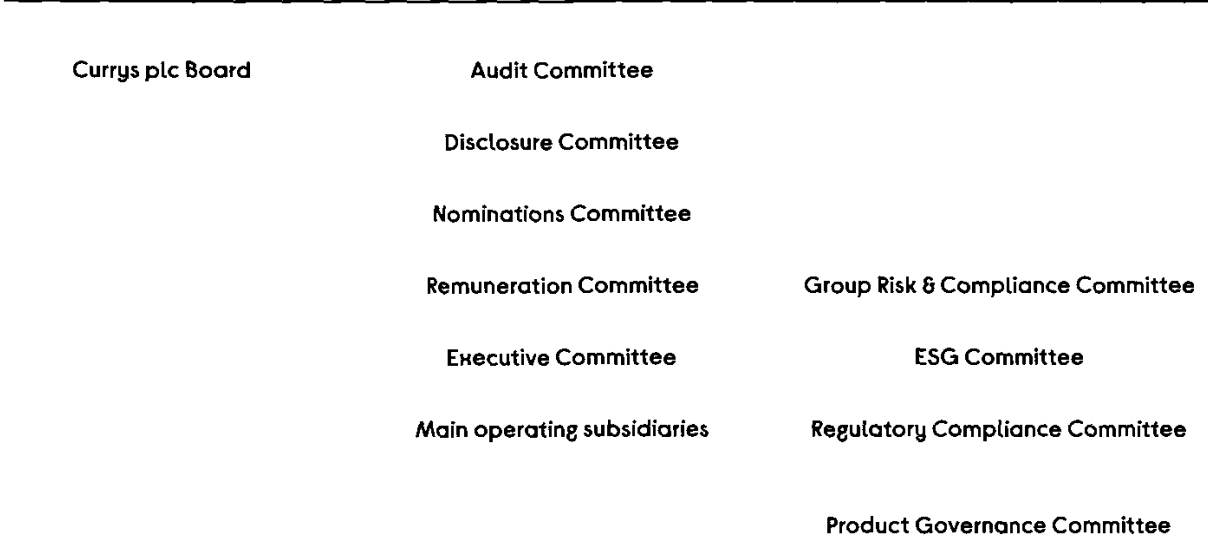 Currys plc Board
Audit Committee
Disclosure Committee
Nominations Committee
Remuneration Committee
Group Risk & Compliance Committee
Executive Committee
ESG Committee
Main operating subsidiaries
Regulatory Compliance Committee
Product Governance Committee